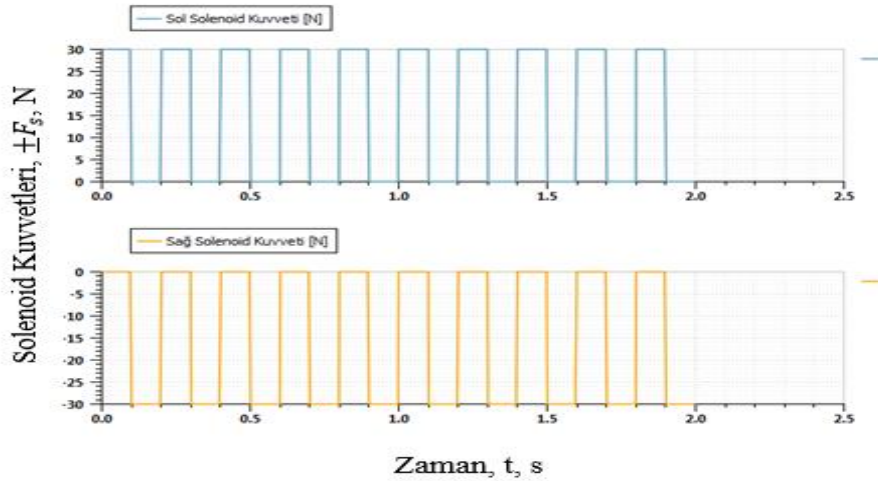 Sol Solenoid Kuvveti [N]
30
25
20
15
10
5
0
0.0 0.5 1.0 1.5 2.0 2.5
Solenoid Kuvvetleri, ±Fs, N
Sağ Solenoid Kuvveti [N]
0
-5
-10
-15
-20
-25
-30
0.0 0.5 1.0 1.5 2.0 2.5
Zaman, t, s